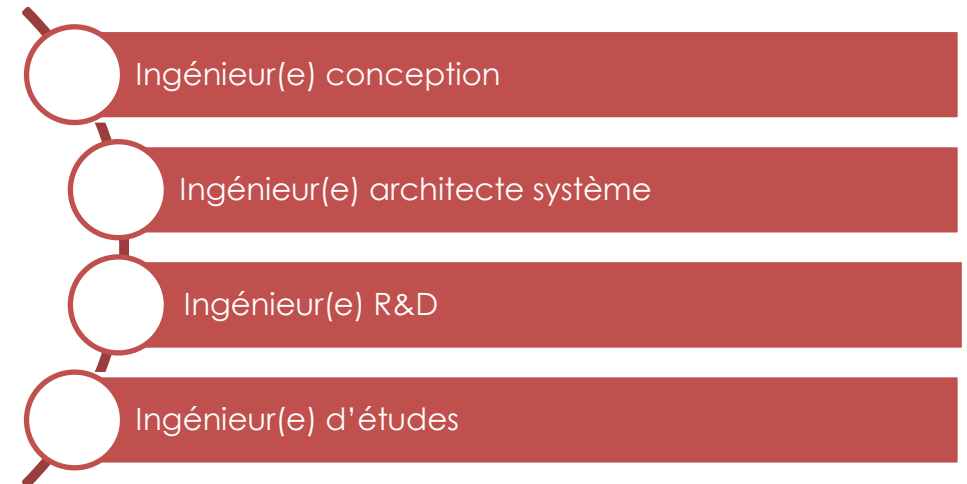 Ingénieur(e) conception
Ingénieur(e) architecte système
Ingénieur(e) R&D
Ingénieur(e) d’études